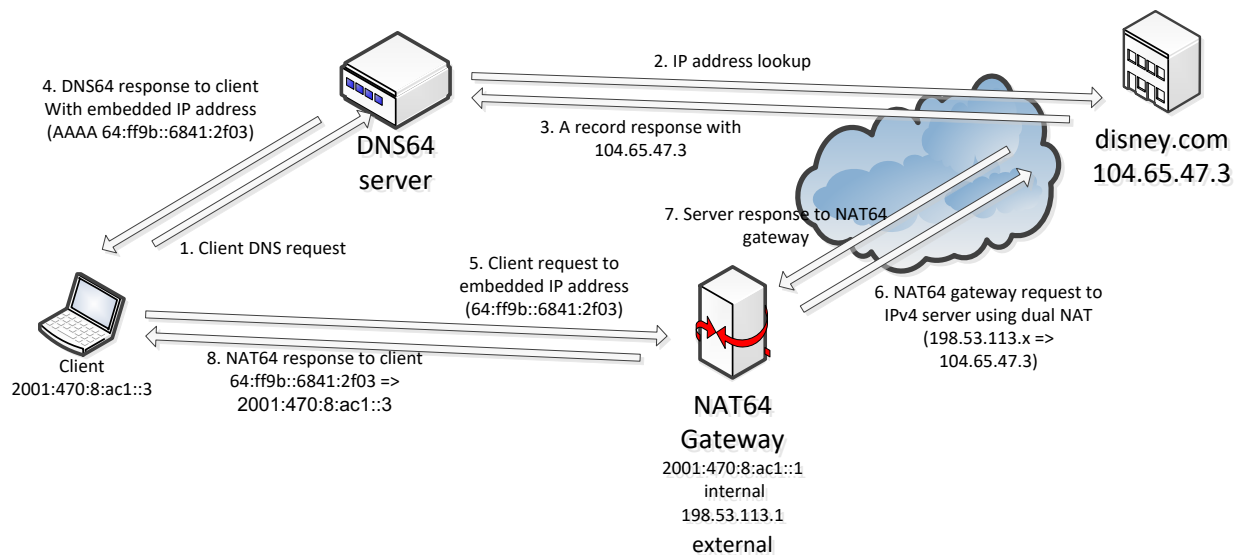 4. DNS64 response to client
With embedded IP address
(AAAA 64:ff9b::6841:2f03)
DNS64
server
2. IP address lookup
3. A record response with
104.65.47.3
disney.com
104.65.47.3
1. Client DNS request
7. Server response to NAT64
gateway
5. Client request to
embedded IP address
(64:ff9b::6841:2f03)
6. NAT64 gateway request to
IPv4 server using dual NAT
(198.53.113.x =>
104.65.47.3)
Client
2001:470:8:ac1::3
8. NAT64 response to client
64:ff9b::6841:2f03 =>
2001:470:8:ac1::3
NAT64
Gateway
2001:470:8:ac1::1
internal
198.53.113.1
external